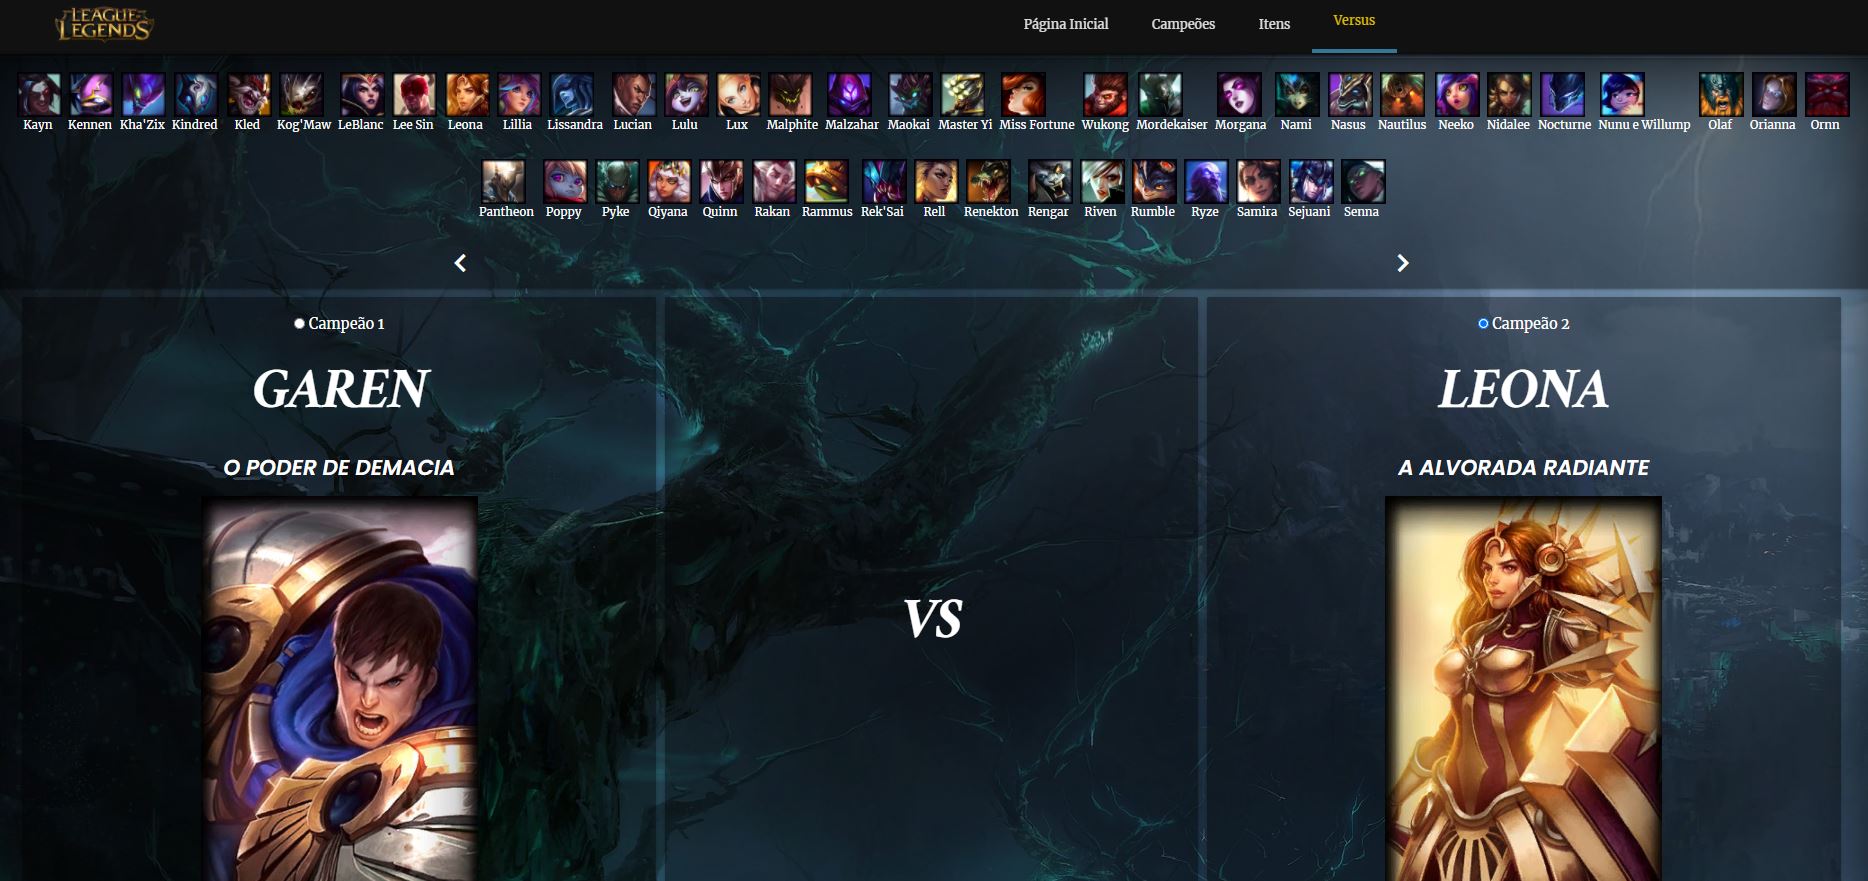 LEAGUE OF
LEGENDS
Página Inicial Campeões Itens Versus
Kayn Kennen Kha'Zix Kindred Kled Kog'Maw LeBlanc Lee Sin Leona Lillia Lissandra Lucian Lulu Lux Malphite Malzahar Maokai Master Yi Miss Fortune Wukong Mordekaiser Morgana Nami Nasus Nautilus Neeko Nidalee Nocturne Nunu e Willump Olaf Orianna Ornn
Pantheon Poppy Pyke Qiyana Quinn Rakan Rammus Rek'Sai Rell Renekton Rengar Riven Rumble Ryze Samira Sejuani Senna
Campeão 1
GAREN
O PODER DE DEMACIA
VS
Campeão 2
LEONA
A ALVORADA RADIANTE